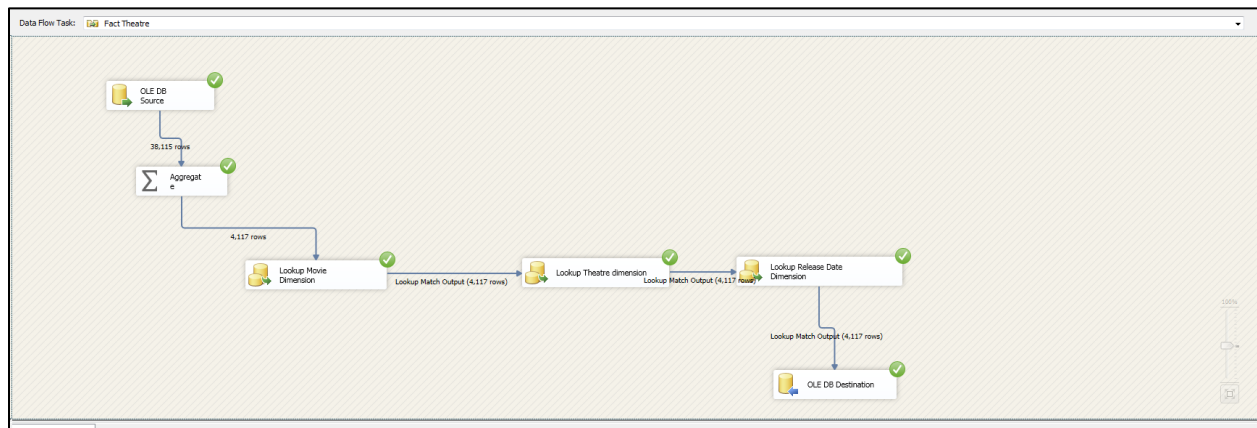 Data Flow Task: Fact Theatre
OLE DB
Source
38,115 rows
Aggregat
e
4,117 rows
Lookup Movie
Dimension
Lookup Match Output (4,117 rows)
Lookup Theatre dimension
Lookup Match Output (4,117 rows)
Lookup Release Date
Dimension
Lookup Match Output (4,117 rows)
OLE DB Destination
100%